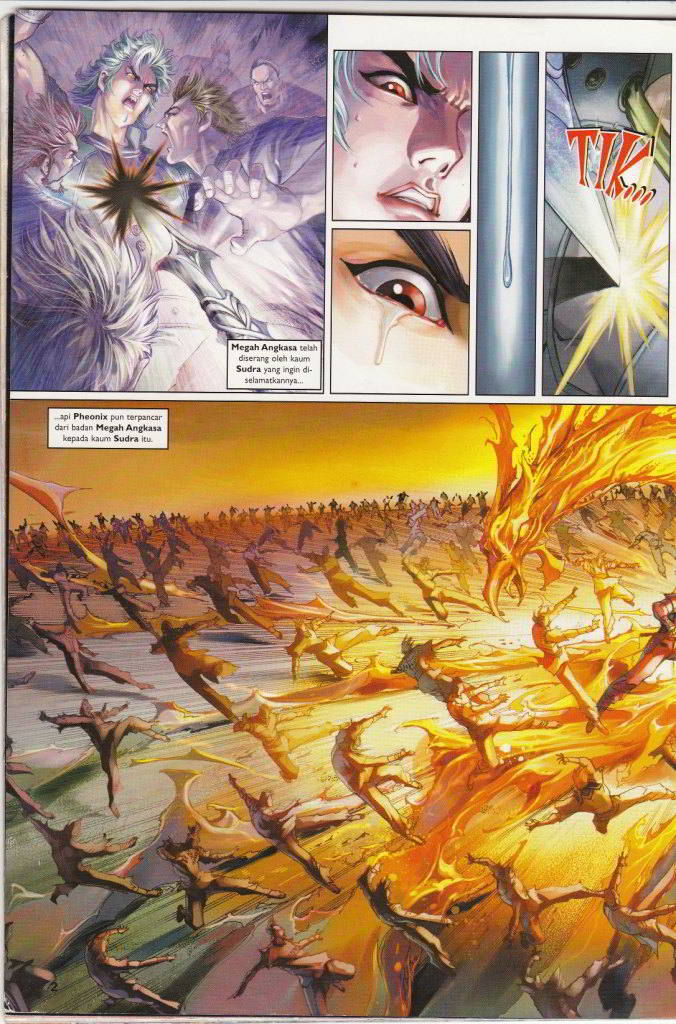 Megah Angkasa telah
diserang oleh kaum
Sudra yang ingin di-
selamatkannya...
TIK....
...api Pheonix pun terpancar
dari badan Megah Angkasa
kepada kaum Sudra itu.
2